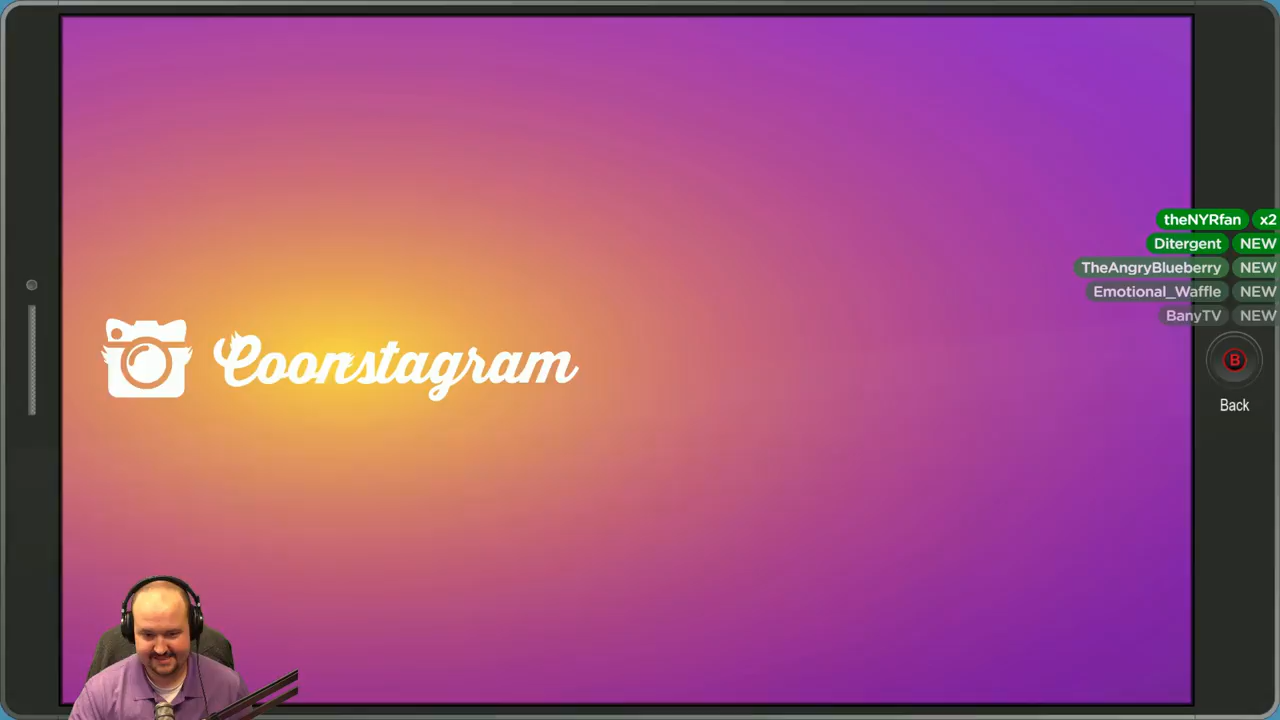 theNYRfan x2
Ditergent NEW
TheAngryBlueberry NEW
Emotional_Waffle NEW
BanyTV NEW
B
Back
Coonstagram